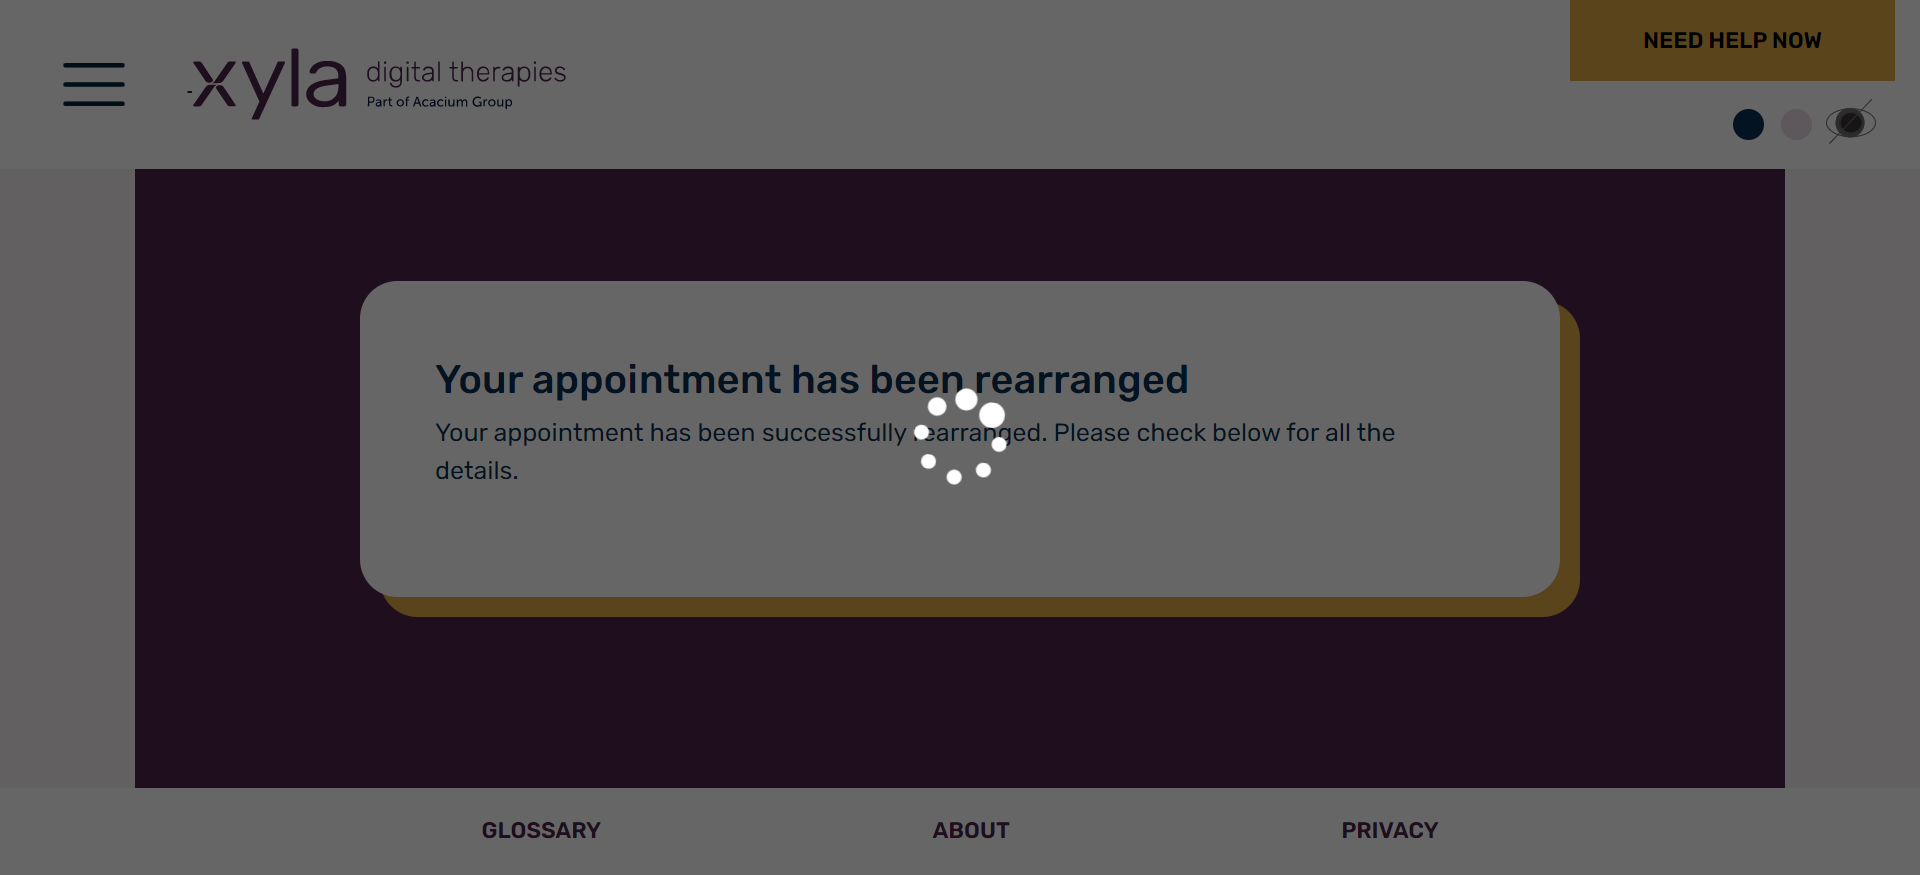 NEED HELP NOW
xyla digital therapies
Part of Acacium Group
Your appointment has been rearranged
Your appointment has been successfully rearranged. Please check below for all the
details.
GLOSSARY
ABOUT
PRIVACY